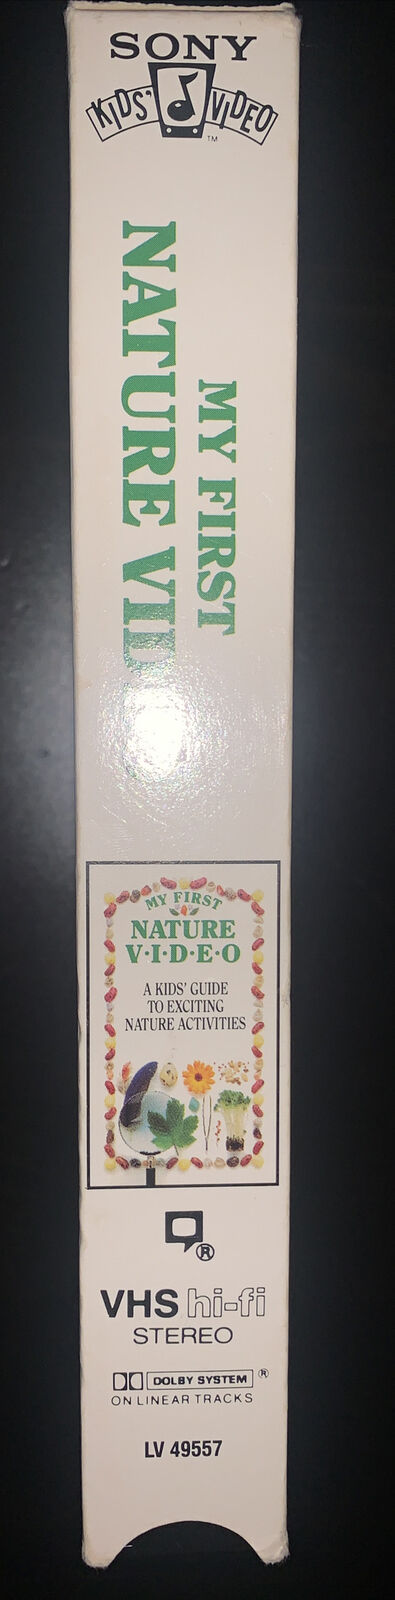 SONY
KIDS' VIDEO
TM
MY FIRST
NATURE
MY FIRST
NATURE
V•I•D•E•O
A KIDS' GUIDE
TO EXCITING
NATURE ACTIVITIES
®
VHS hi-fi
STEREO
DOLBY SYSTEM ®
ON LINEAR TRACKS
LV 49557